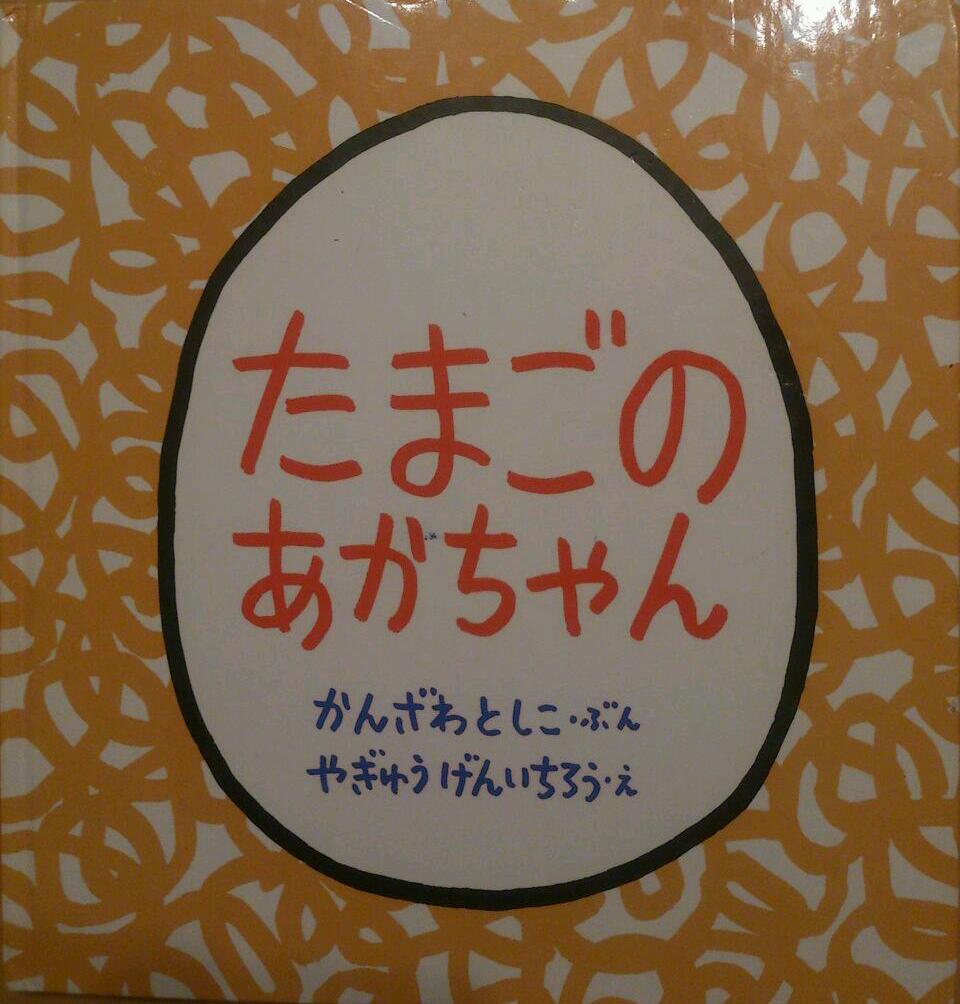 たまごの
あかちゃん
かんざわとしこ・ぶん
やぎゅうげんいちろう・え